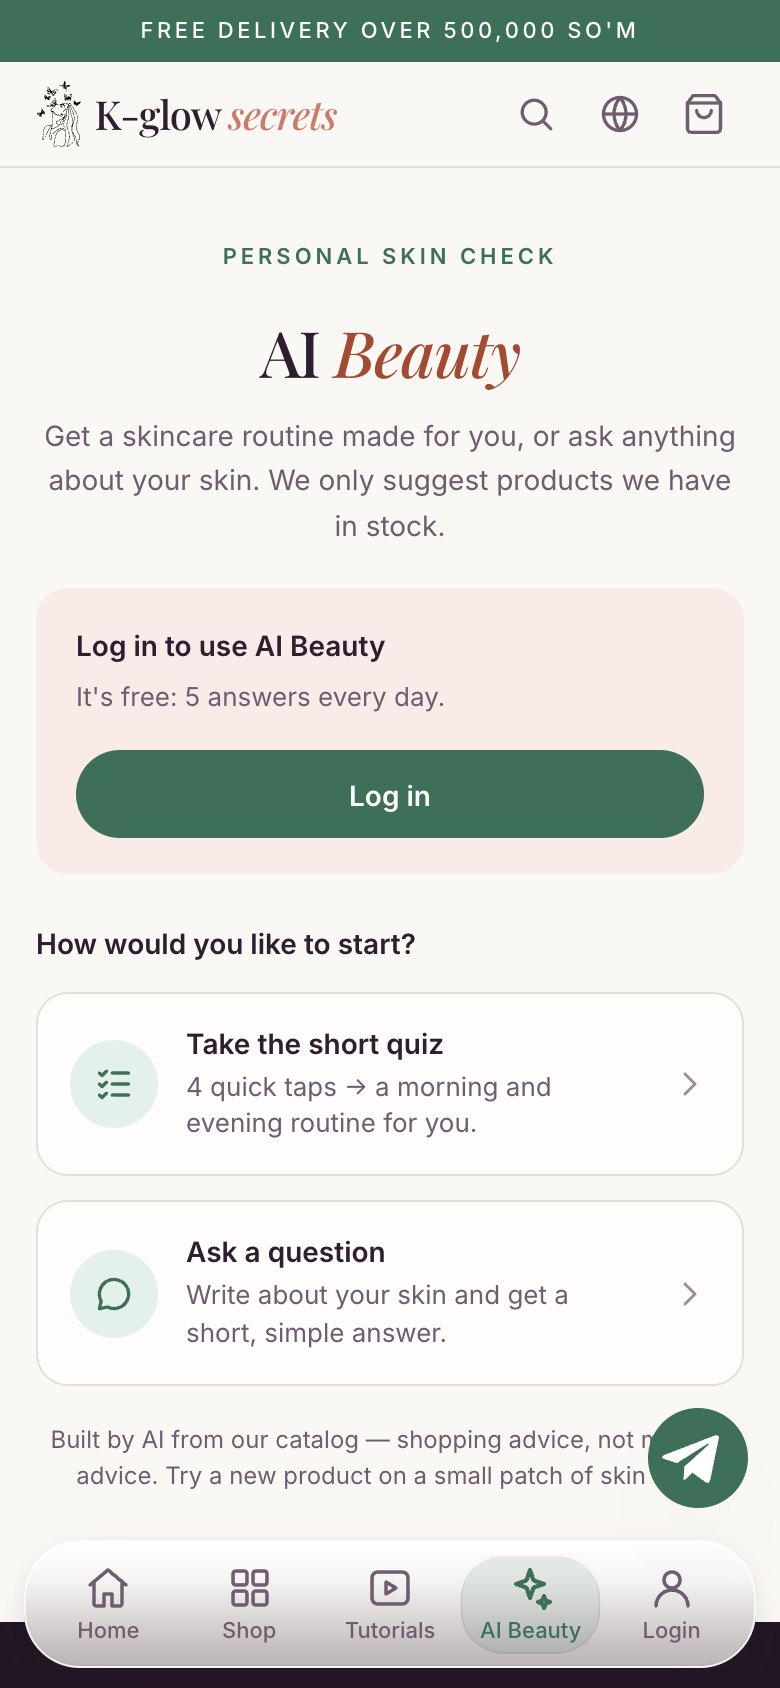 FREE DELIVERY OVER 500,000 SO'M
K-glow secrets
PERSONAL SKIN CHECK
AI Beauty
Get a skincare routine made for you, or ask anything
about your skin. We only suggest products we have
in stock.
Log in to use AI Beauty
It's free: 5 answers every day.
Log in
How would you like to start?
Take the short quiz
4 quick taps → a morning and
evening routine for you.
Ask a question
Write about your skin and get a
short, simple answer.
Built by AI from our catalog — shopping advice, not
advice. Try a new product on a small patch of skin
Home
Shop
Tutorials
AI Beauty
Login